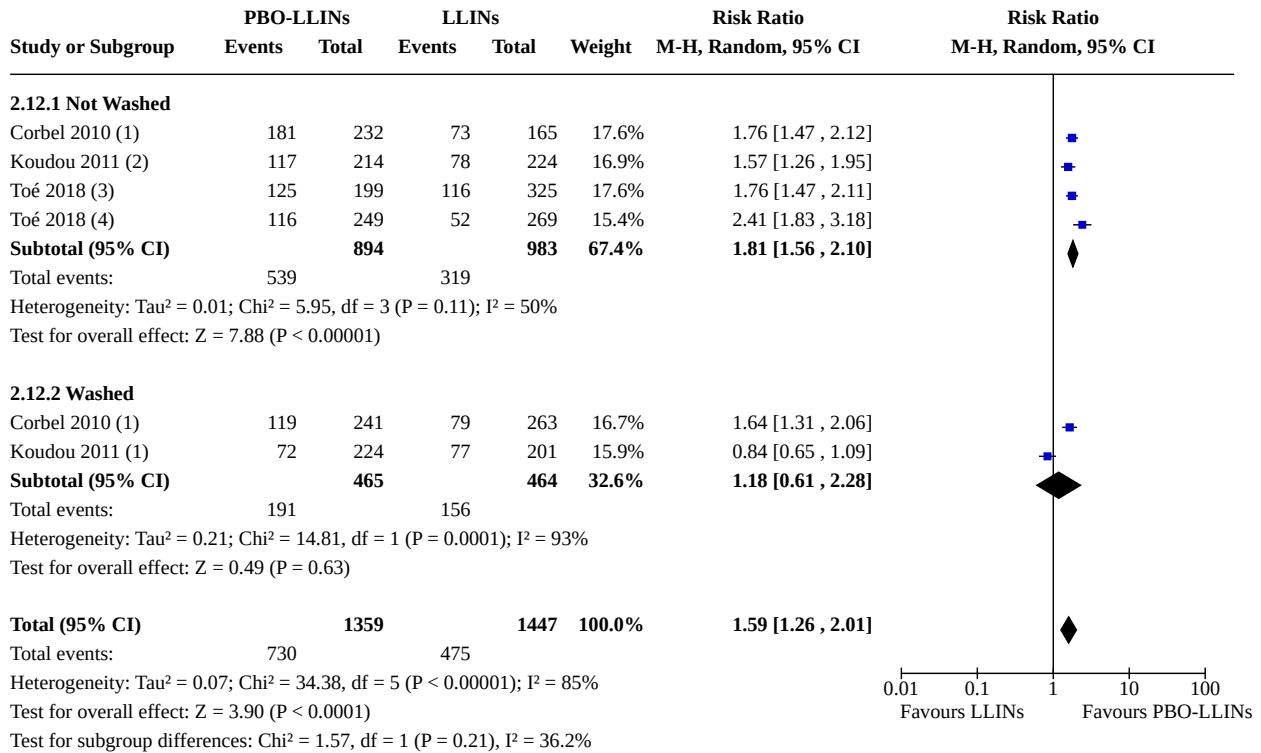 PBO-LLINs LLINs Risk Ratio Risk Ratio
Study or Subgroup Events Total Events Total Weight M-H, Random, 95% CI M-H, Random, 95% CI
2.12.1 Not Washed
Corbel 2010 (1) 181 232 73 165 17.6% 1.76 [1.47 , 2.12]
Koudou 2011 (2) 117 214 78 224 16.9% 1.57 [1.26 , 1.95]
Toé 2018 (3) 125 199 116 325 17.6% 1.76 [1.47 , 2.11]
Toé 2018 (4) 116 249 52 269 15.4% 2.41 [1.83 , 3.18]
Subtotal (95% CI) 894 983 67.4% 1.81 [1.56 , 2.10]
Total events: 539 319
Heterogeneity: Tau² = 0.01; Chi² = 5.95, df = 3 (P = 0.11); I² = 50%
Test for overall effect: Z = 7.88 (P < 0.00001)
2.12.2 Washed
Corbel 2010 (1) 119 241 79 263 16.7% 1.64 [1.31 , 2.06]
Koudou 2011 (1) 72 224 77 201 15.9% 0.84 [0.65 , 1.09]
Subtotal (95% CI) 465 464 32.6% 1.18 [0.61 , 2.28]
Total events: 191 156
Heterogeneity: Tau² = 0.21; Chi² = 14.81, df = 1 (P = 0.0001); I² = 93%
Test for overall effect: Z = 0.49 (P = 0.63)
Total (95% CI) 1359 1447 100.0% 1.59 [1.26 , 2.01]
Total events: 730 475
Heterogeneity: Tau² = 0.07; Chi² = 34.38, df = 5 (P < 0.00001); I² = 85%
0.01 0.1 1 10 100
Test for overall effect: Z = 3.90 (P < 0.0001)
Favours LLINs Favours PBO-LLINs
Test for subgroup differences: Chi² = 1.57, df = 1 (P = 0.21), I² = 36.2%